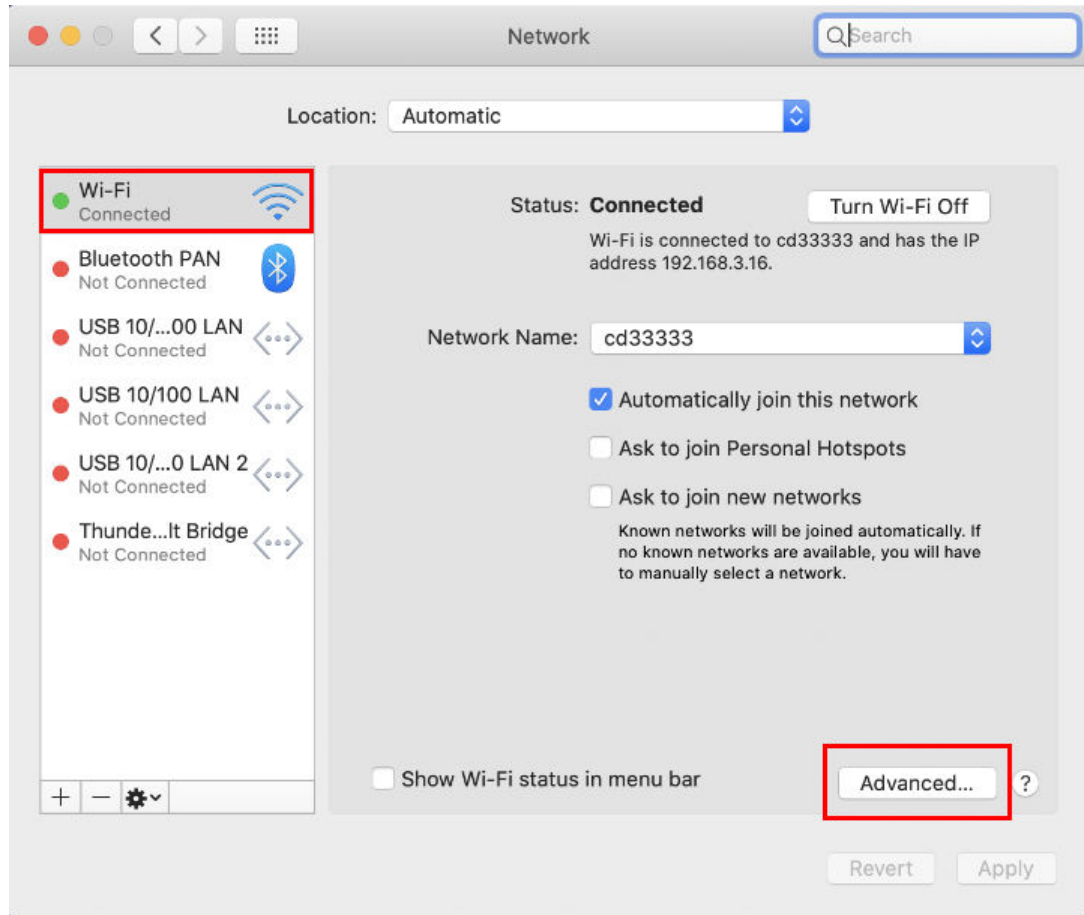 Network
Search
Location: Automatic
Wi-Fi
Connected
Bluetooth PAN
Not Connected
USB 10/...00 LAN
Not Connected
USB 10/100 LAN
Not Connected
USB 10/...0 LAN 2
Not Connected
Thunde...lt Bridge
Not Connected
Status: Connected
Turn Wi-Fi Off
Wi-Fi is connected to cd33333 and has the IP
address 192.168.3.16.
Network Name: cd33333
Automatically join this network
Ask to join Personal Hotspots
Ask to join new networks
Known networks will be joined automatically. If
no known networks are available, you will have
to manually select a network.
Show Wi-Fi status in menu bar
Advanced...
?
Revert
Apply